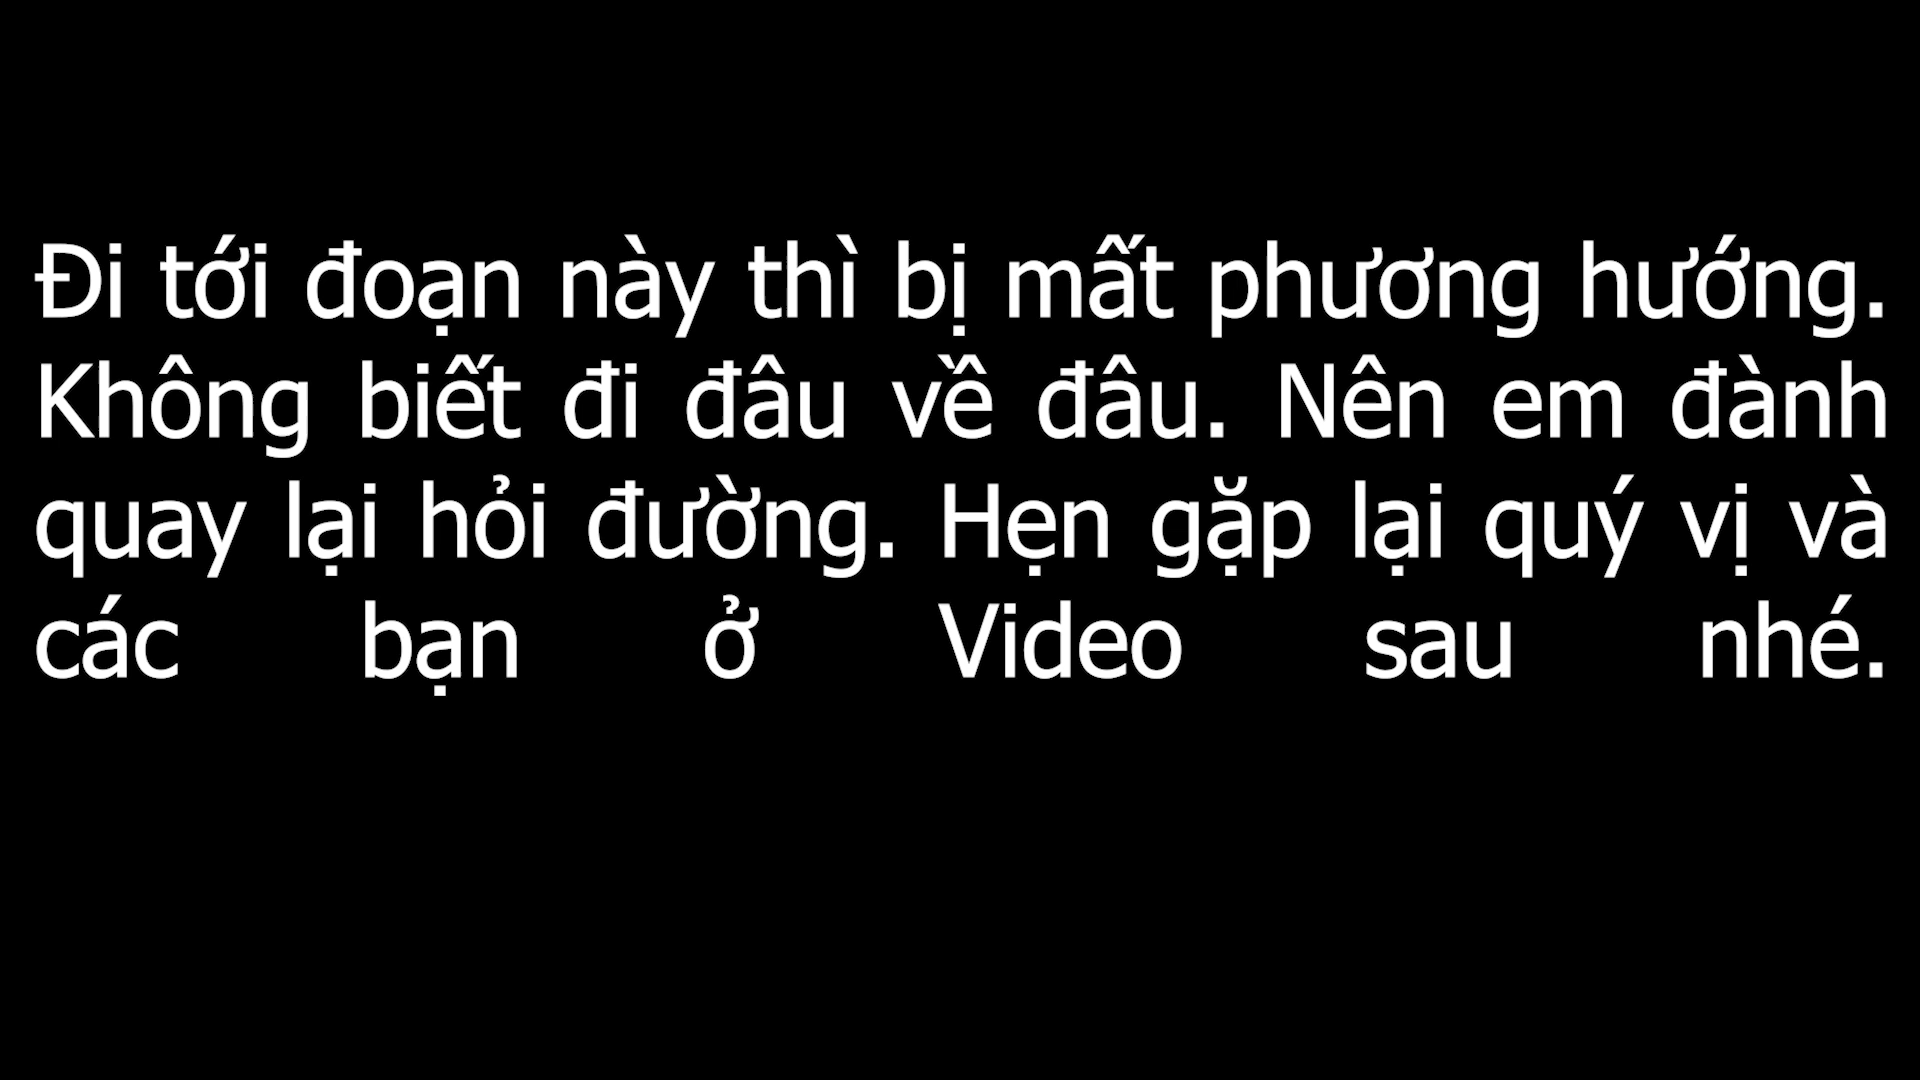 Đi tới đoạn này thì bị mất phương hướng.
Không biết đi đâu về đâu. Nên em đành
quay lại hỏi đường. Hẹn gặp lại quý vị và
các bạn ở Video sau nhé.